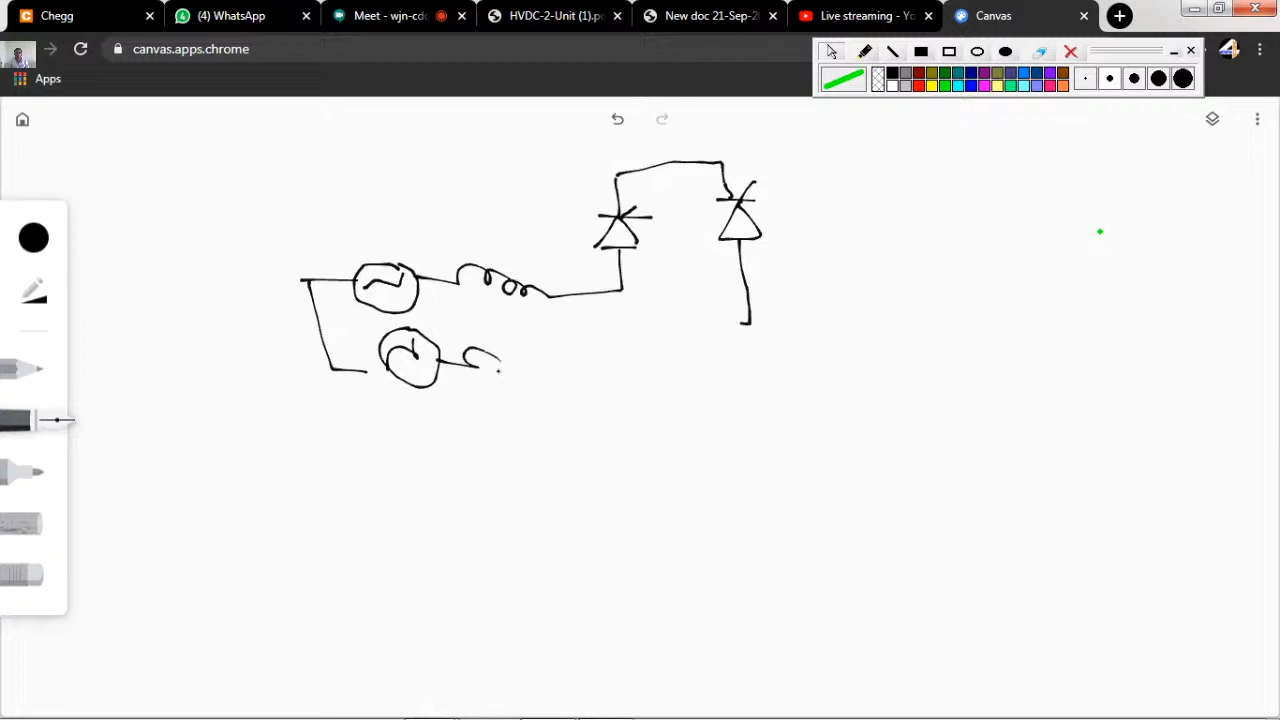 Chegg
(4) WhatsApp
Meet - wjn-cdc
HVDC Unit (1).p
New doc 21-Sep-2
Live streaming - Yo
Canvas
canvas.apps.chrome
Apps